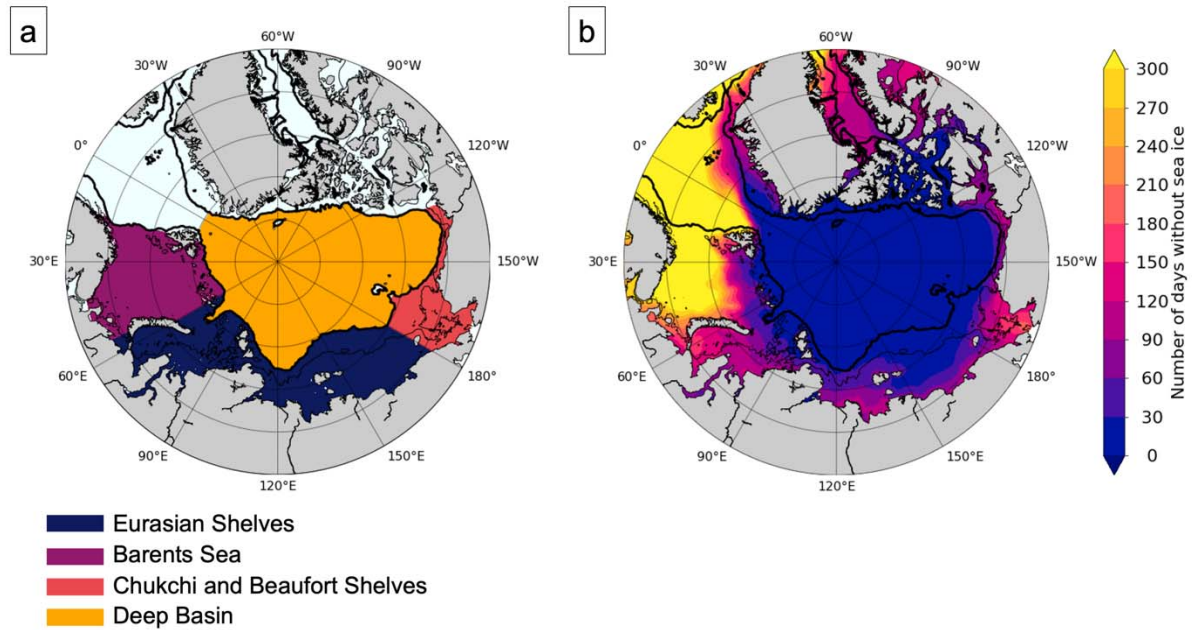 a
60°W
30°W
90°W
0°
120°W
30°E
150°W
60°E
180°
90°E
150°E
120°E
Eurasian Shelves
Barents Sea
Chukchi and Beaufort Shelves
Deep Basin
b
60°W
30°W
90°W
0°
120°W
30°E
150°W
60°E
180°
90°E
150°E
120°E
300
270
240
210
180
150
120
90
60
30
0
Number of days without sea ice